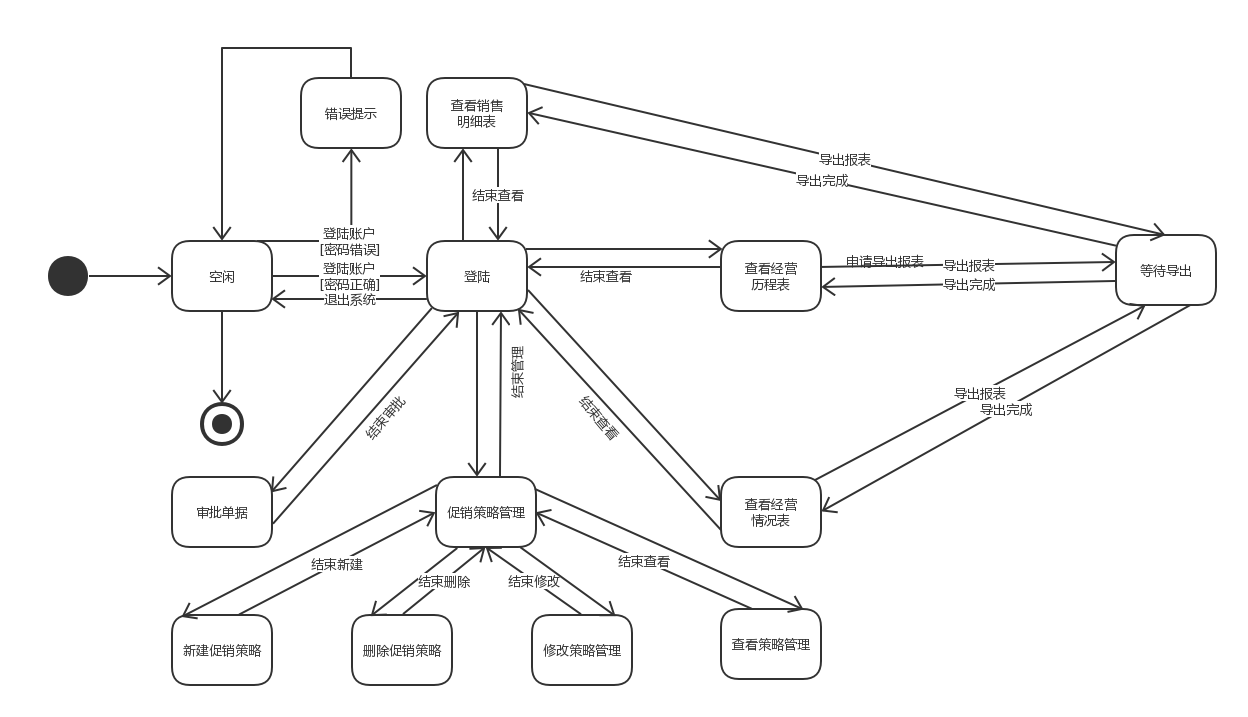 错误提示
查看销售
明细表
导出报表
导出完成
结束查看
登陆账户
[密码错误]
空闲
登陆账户
[密码正确]
退出系统
登陆
结束查看
查看经营
历程表
申请导出报表
导出报表
导出完成
等待导出
结束审批
结束管理
结束查看
导出报表
导出完成
审批单据
促销策略管理
查看经营
情况表
结束新建
结束删除
结束修改
结束查看
新建促销策略
删除促销策略
修改策略管理
查看策略管理